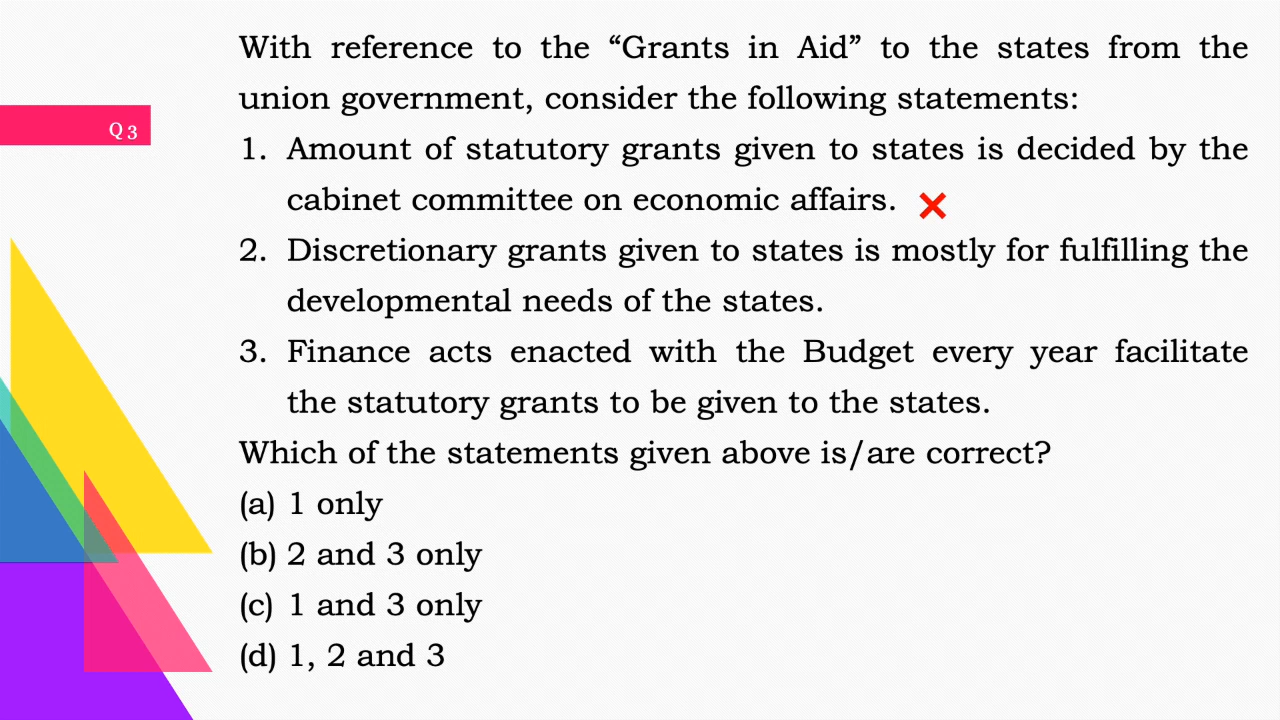 With reference to the “Grants in Aid” to the states from the
union government, consider the following statements:
Q 3
1. Amount of statutory grants given to states is decided by the
cabinet committee on economic affairs.
2. Discretionary grants given to states is mostly for fulfilling the
developmental needs of the states.
3. Finance acts enacted with the Budget every year facilitate
the statutory grants to be given to the states.
Which of the statements given above is/are correct?
(a) 1 only
(b) 2 and 3 only
(c) 1 and 3 only
(d) 1, 2 and 3